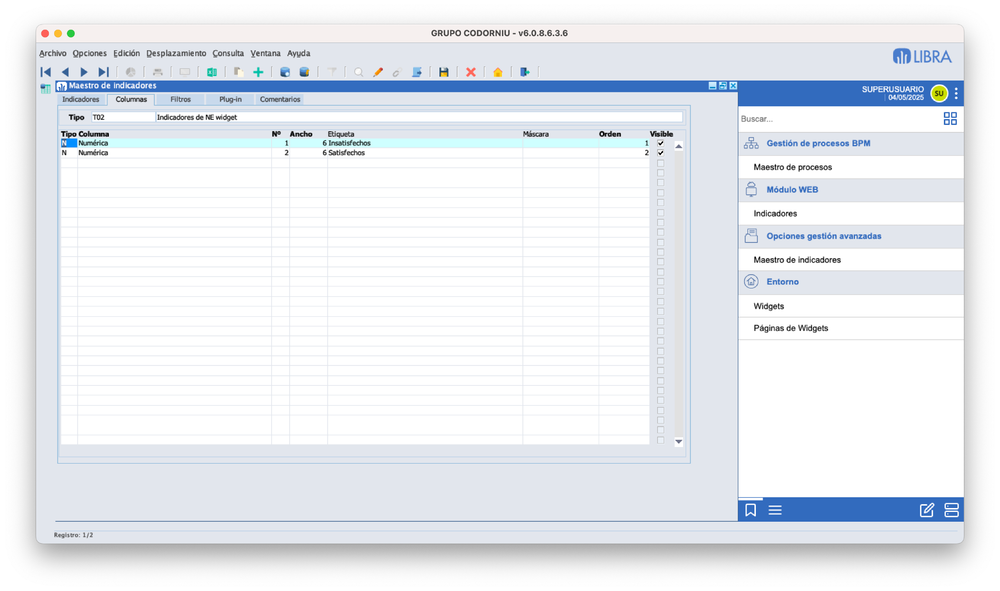 GRUPO CODORNIU - v6.0.8.6.3.6
Archivo Opciones Edición Desplazamiento Consulta Ventana Ayuda
LIBRA
Maestro de indicadores
SUPERUSUARIO
04/05/2025
SU
Indicadores Columnas Filtros Plug-in Comentarios
Tipo T02 Indicadores de NE widget
Tipo Columna Nº Ancho Etiqueta Máscara Orden Visible
N Numérica 1 6 Insatisfechos 1
N Numérica 2 6 Satisfechos 2
Buscar...
Gestión de procesos BPM
Maestro de procesos
Módulo WEB
Indicadores
Opciones gestión avanzadas
Maestro de indicadores
Entorno
Widgets
Páginas de Widgets
Registro: 1/2